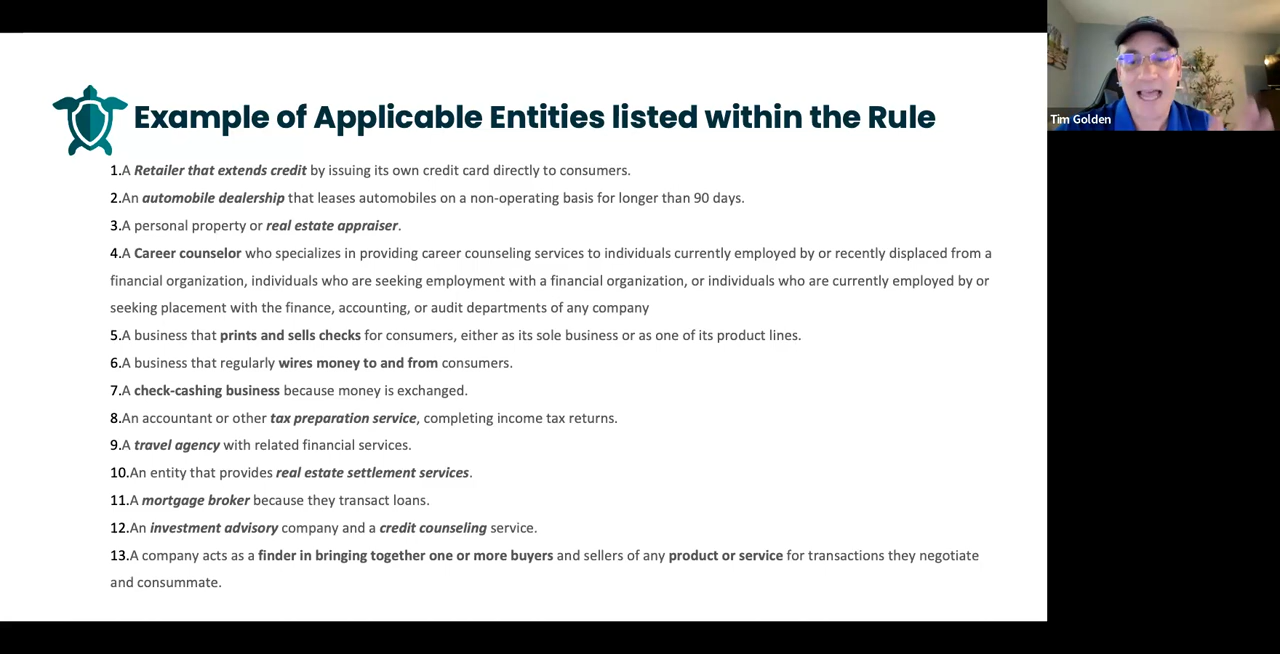 Example of Applicable Entities listed within the Rule
Tim Golden
1.A Retailer that extends credit by issuing its own credit card directly to consumers.
2.An automobile dealership that leases automobiles on a non-operating basis for longer than 90 days.
3.A personal property or real estate appraiser.
4.A Career counselor who specializes in providing career counseling services to individuals currently employed by or recently displaced from a
financial organization, individuals who are seeking employment with a financial organization, or individuals who are currently employed by or
seeking placement with the finance, accounting, or audit departments of any company
5.A business that prints and sells checks for consumers, either as its sole business or as one of its product lines.
6.A business that regularly wires money to and from consumers.
7.A check-cashing business because money is exchanged.
8.An accountant or other tax preparation service, completing income tax returns.
9.A travel agency with related financial services.
10.An entity that provides real estate settlement services.
11.A mortgage broker because they transact loans.
12.An investment advisory company and a credit counseling service.
13.A company acts as a finder in bringing together one or more buyers and sellers of any product or service for transactions they negotiate
and consummate.